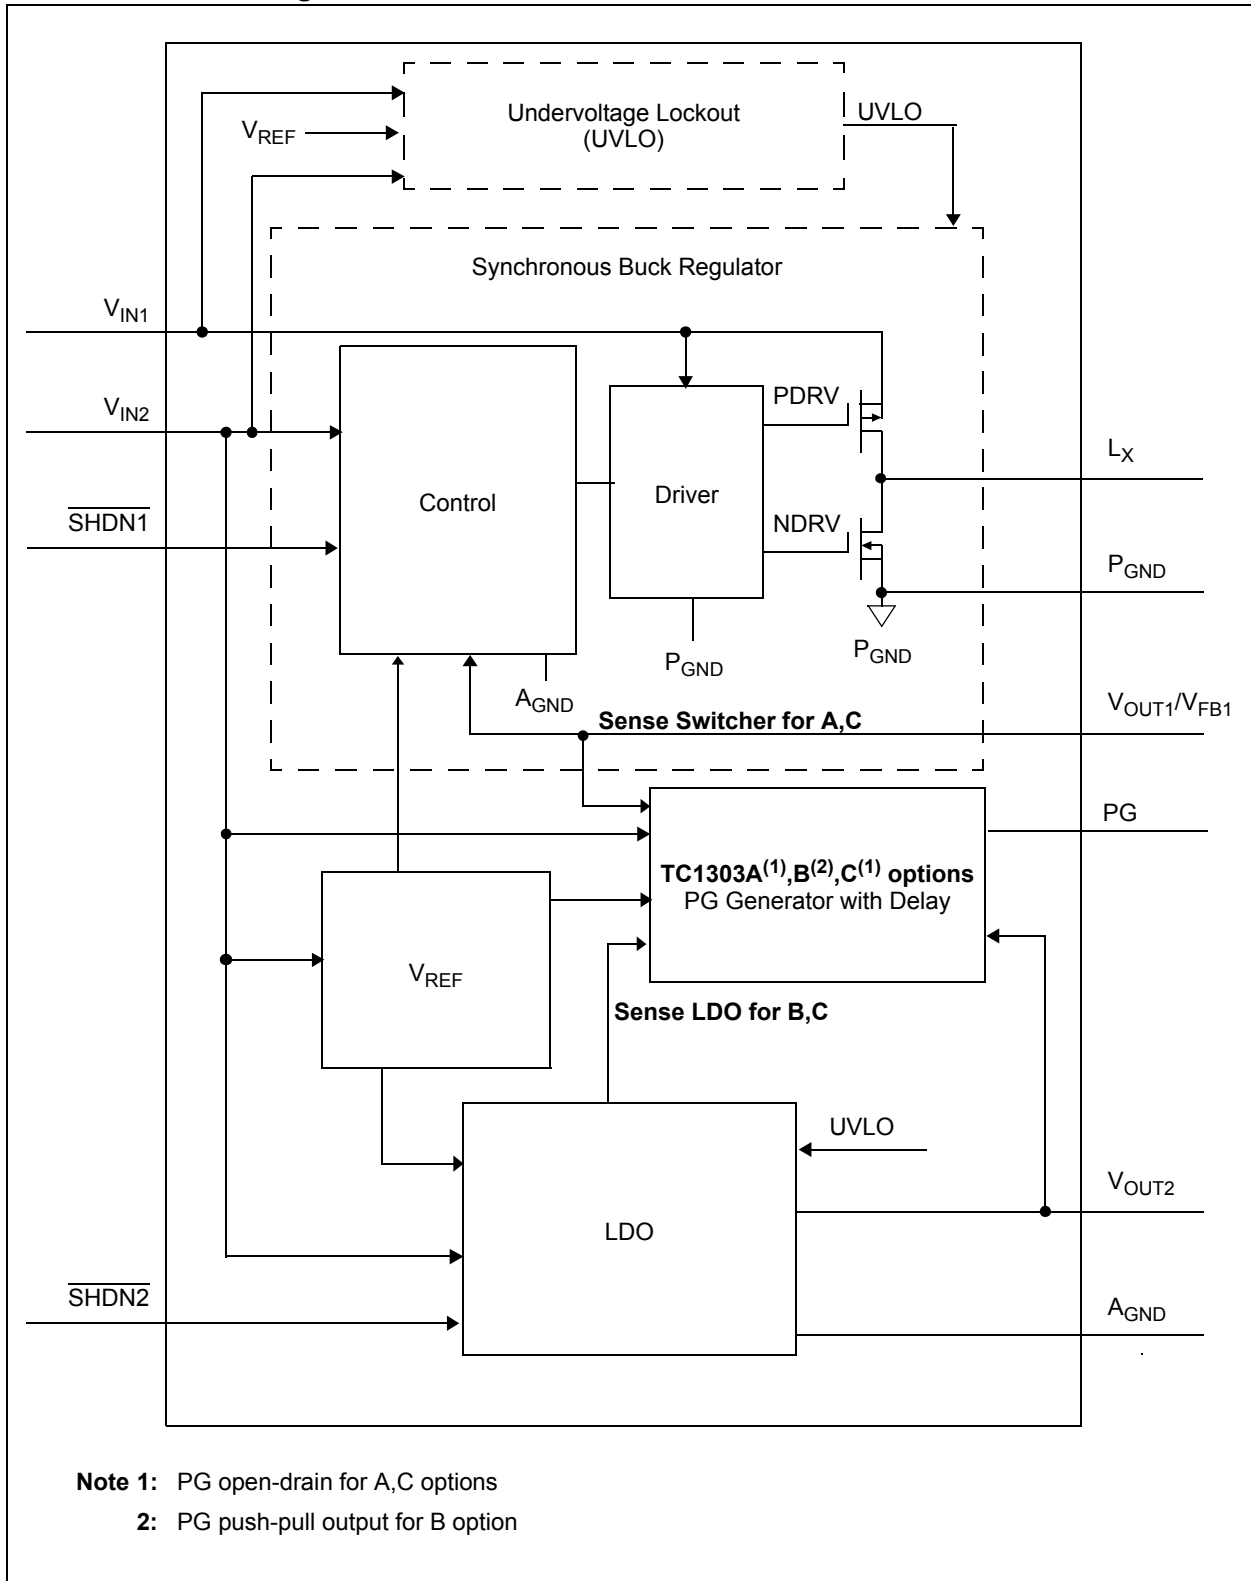 Undervoltage Lockout
(UVLO)
UVLO
VREF
Synchronous Buck Regulator
VIN1
VIN2
PDRV
LX
Control
Driver
SHDN1
NDRV
PGND
PGND
PGND
AGND
VOUT1/VFB1
Sense Switcher for A,C
PG
TC1303A(1),B(2),C(1) options
PG Generator with Delay
VREF
Sense LDO for B,C
UVLO
VOUT2
LDO
SHDN2
AGND
Note 1: PG open-drain for A,C options
2: PG push-pull output for B option